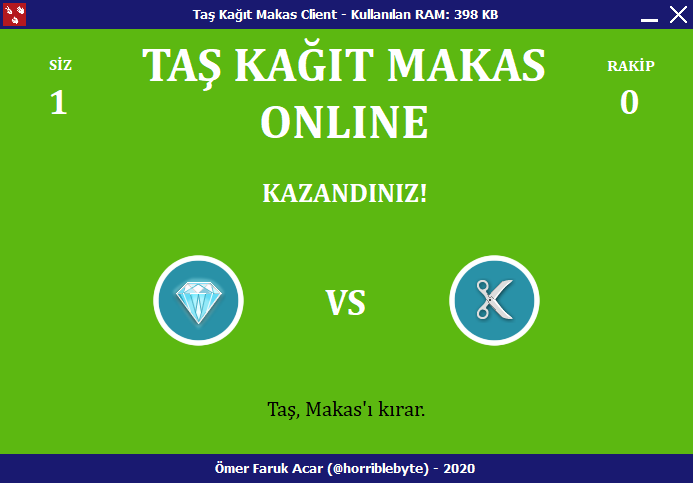 Taş Kağıt Makas Client - Kullanılan RAM: 398 KB
SİZ
1
TAŞ KAĞIT MAKAS
ONLINE
RAKİP
0
KAZANDINIZ!
VS
Taş, Makas'ı kırar.
Ömer Faruk Acar (@horriblebyte) - 2020